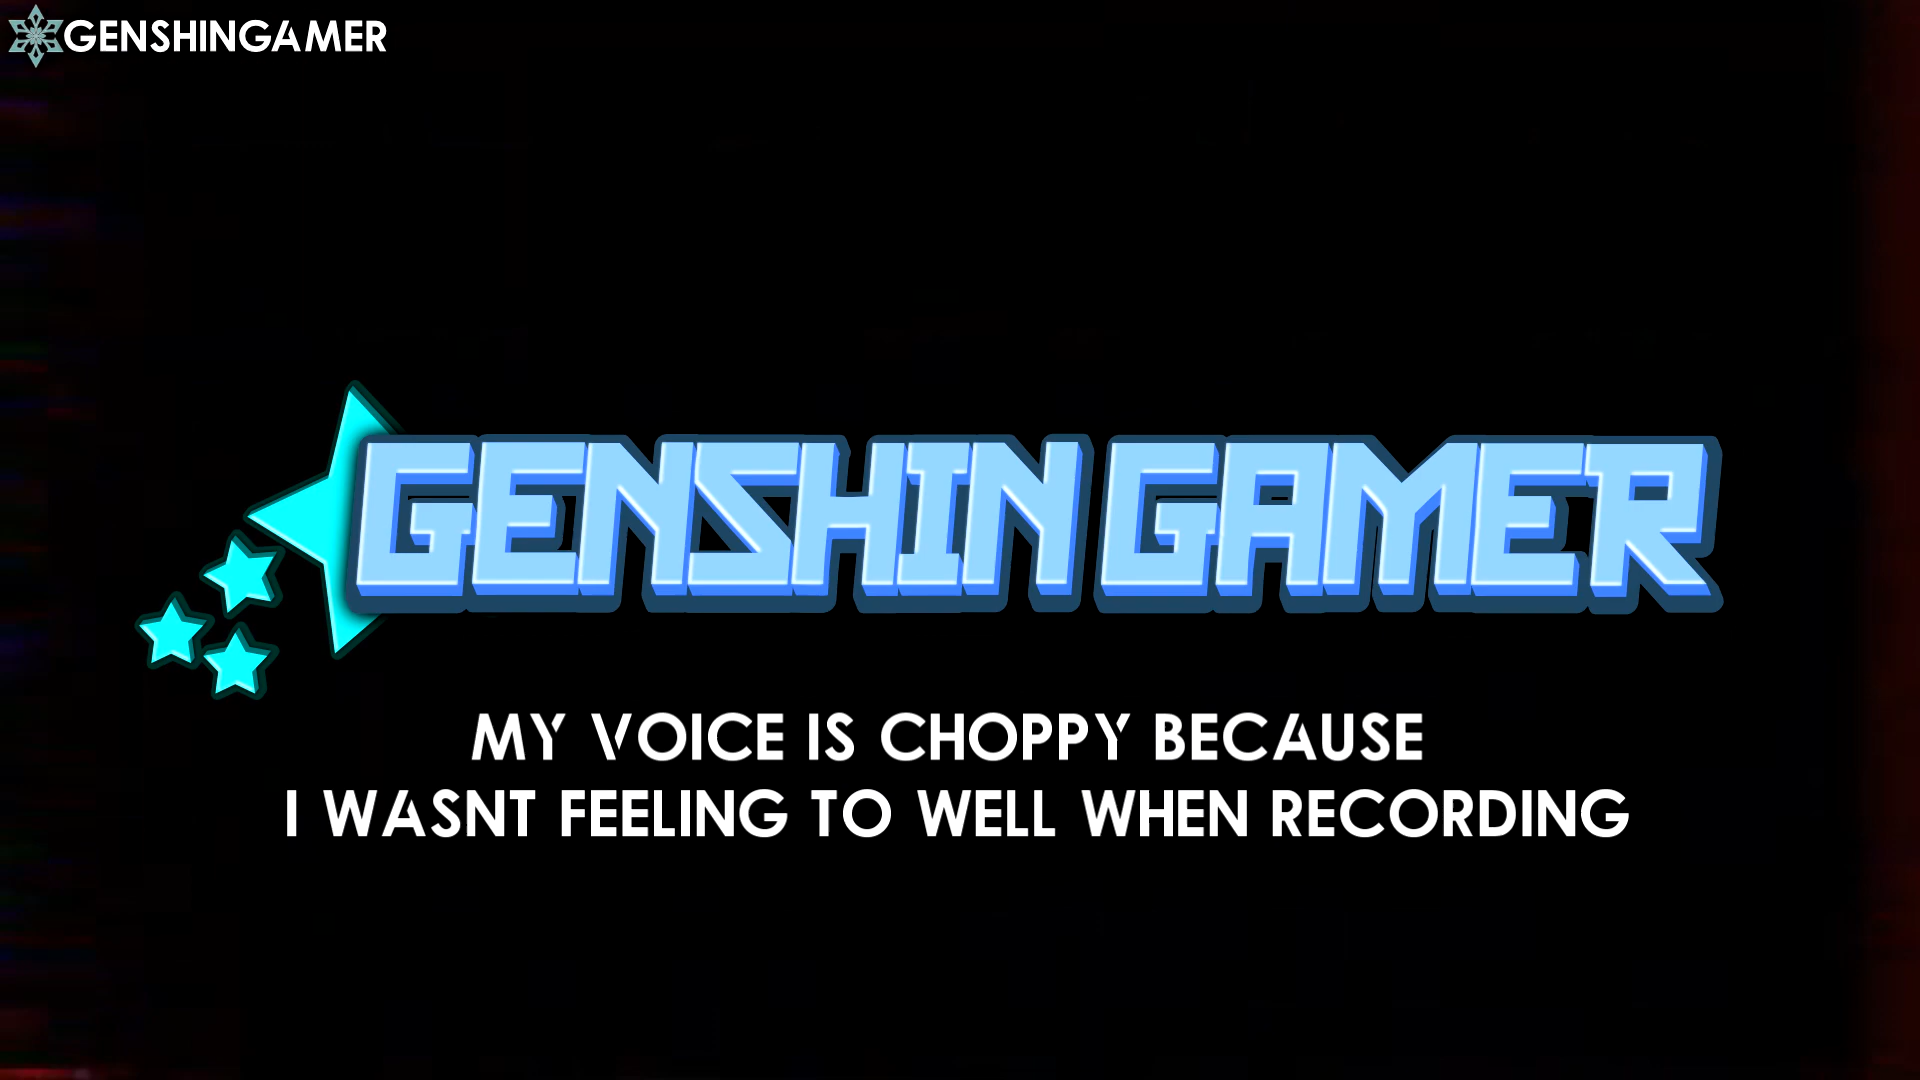 GENSHINGAMER
GENSHIN GAMER
MY VOICE IS CHOPPY BECAUSE
I WASNT FEELING TO WELL WHEN RECORDING